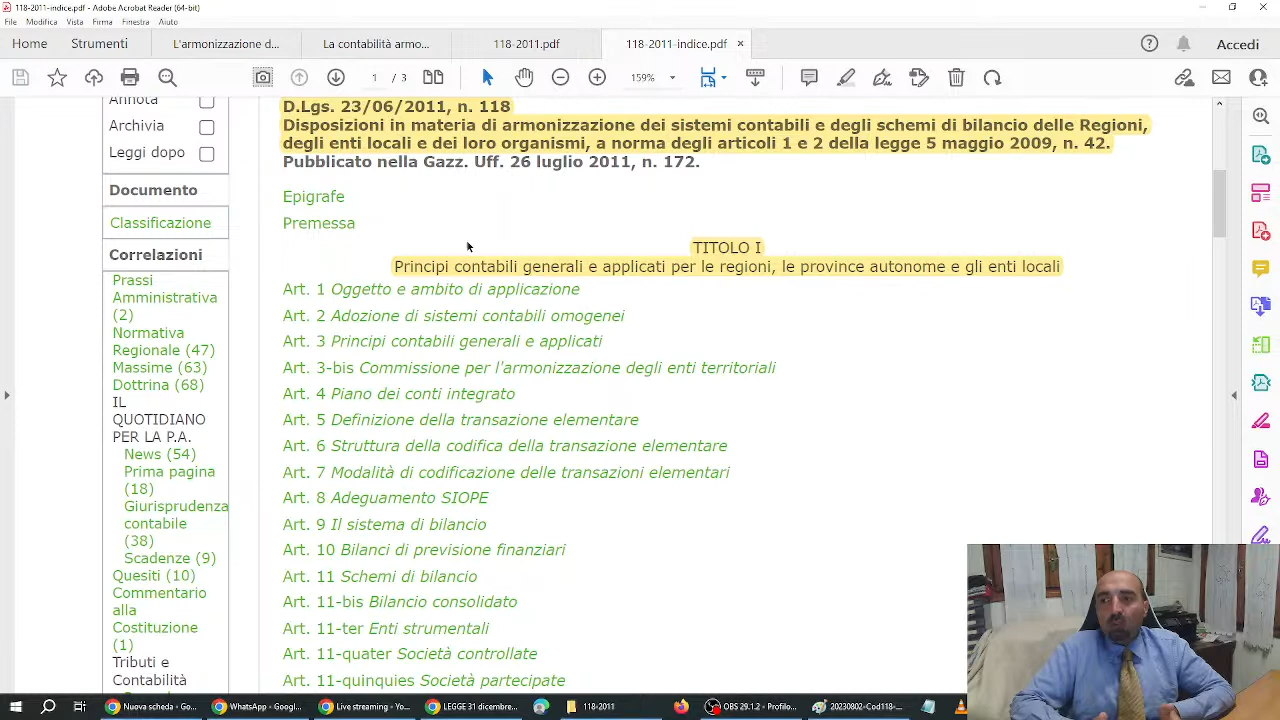 118-2011-indice.pdf - Adobe Acrobat Reader (64-bit)
File Modifica Vista Firma Finestra Aiuto
Home Strumenti L'armonizzazione d... La contabilità armo... 118-2011.pdf 118-2011-indice.pdf × Accedi
1 / 3 159%
Annota
Archivia
Leggi dopo
Documento
Classificazione
Correlazioni
Prassi
Amministrativa
(2)
Normativa
Regionale (47)
Massime (63)
Dottrina (68)
IL
QUOTIDIANO
PER LA P.A.
News (54)
Prima pagina
(18)
Giurisprudenza
contabile
(38)
Scadenze (9)
Quesiti (10)
Commentario
alla
Costituzione
(1)
Tributi e
Contabilità
D.Lgs. 23/06/2011, n. 118
Disposizioni in materia di armonizzazione dei sistemi contabili e degli schemi di bilancio delle Regioni,
degli enti locali e dei loro organismi, a norma degli articoli 1 e 2 della legge 5 maggio 2009, n. 42.
Pubblicato nella Gazz. Uff. 26 luglio 2011, n. 172.
Epigrafe
Premessa
TITOLO I
Principi contabili generali e applicati per le regioni, le province autonome e gli enti locali
Art. 1 Oggetto e ambito di applicazione
Art. 2 Adozione di sistemi contabili omogenei
Art. 3 Principi contabili generali e applicati
Art. 3-bis Commissione per l'armonizzazione degli enti territoriali
Art. 4 Piano dei conti integrato
Art. 5 Definizione della transazione elementare
Art. 6 Struttura della codifica della transazione elementare
Art. 7 Modalità di codificazione delle transazioni elementari
Art. 8 Adeguamento SIOPE
Art. 9 Il sistema di bilancio
Art. 10 Bilanci di previsione finanziari
Art. 11 Schemi di bilancio
Art. 11-bis Bilancio consolidato
Art. 11-ter Enti strumentali
Art. 11-quater Società controllate
Art. 11-quinquies Società partecipate
Nuova scheda - Go... WhatsApp - Googl... Live streaming - Yo... LEGGE 31 dicembre... 118-2011 OBS 29.1.2 - Profilo... 20230802-Cod118-...